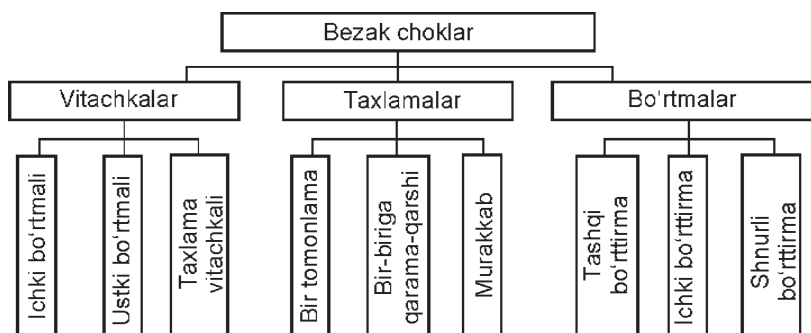 Bezak choklar
Vitachkalar
Taxlamalar
Bo‘rtmalar
Ichki bo‘rtmali
Ustki bo‘rtmali
Taxlama
vitachkali
Bir tomonlama
Bir-biriga
qarama-qarshi
Murakkab
Tashqi
bo‘rttirma
Ichki bo‘rttirma
Shnurli
bo‘rttirma